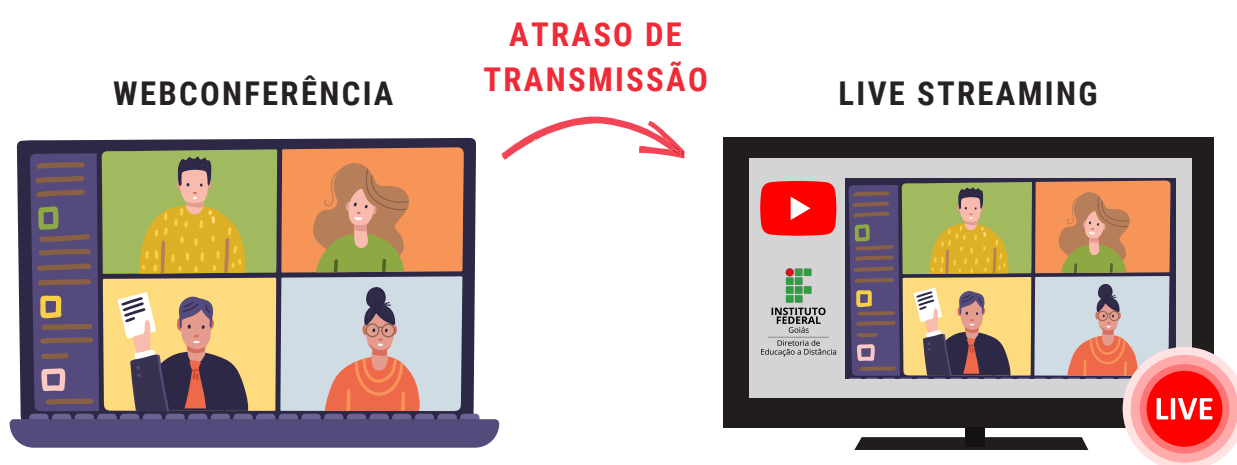 ATRASO DE
TRANSMISSÃO
WEBCONFERÊNCIA
LIVE STREAMING
INSTITUTO
FEDERAL
Goiás
Diretoria de
Educação a Distância
LIVE